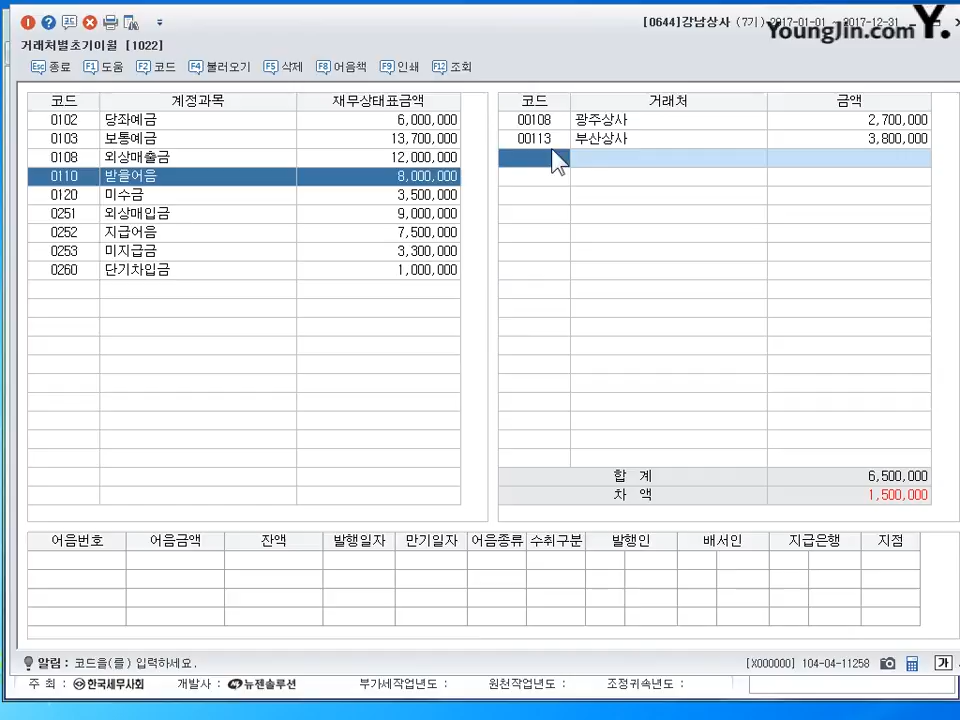 [0644]강남상사 (7기) 2017-01-01 ~ 2017-12-31
YoungJin.com Y.
거래처별초기이월 [1022]
Esc 종료 F1 도움 F2 코드 F4 불러오기 F5 삭제 F8 어음책 F9 인쇄 F12 조회
코드 계정과목 재무상태표금액
0102 당좌예금 6,000,000
0103 보통예금 13,700,000
0108 외상매출금 12,000,000
0110 받을어음 8,000,000
0120 미수금 3,500,000
0251 외상매입금 9,000,000
0252 지급어음 7,500,000
0253 미지급금 3,300,000
0260 단기차입금 1,000,000
코드 거래처 금액
00108 광주상사 2,700,000
00113 부산상사 3,800,000
합 계 6,500,000
차 액 1,500,000
어음번호 어음금액 잔액 발행일자 만기일자 어음종류 수취구분 발행인 배서인 지급은행 지점
알림 : 코드을(를) 입력하세요.
[X000000] 104-04-11258 가
주 최 : 한국세무사회 개발사 : 뉴젠솔루션 부가세작업년도 : 원천작업년도 : 조정귀속년도 :